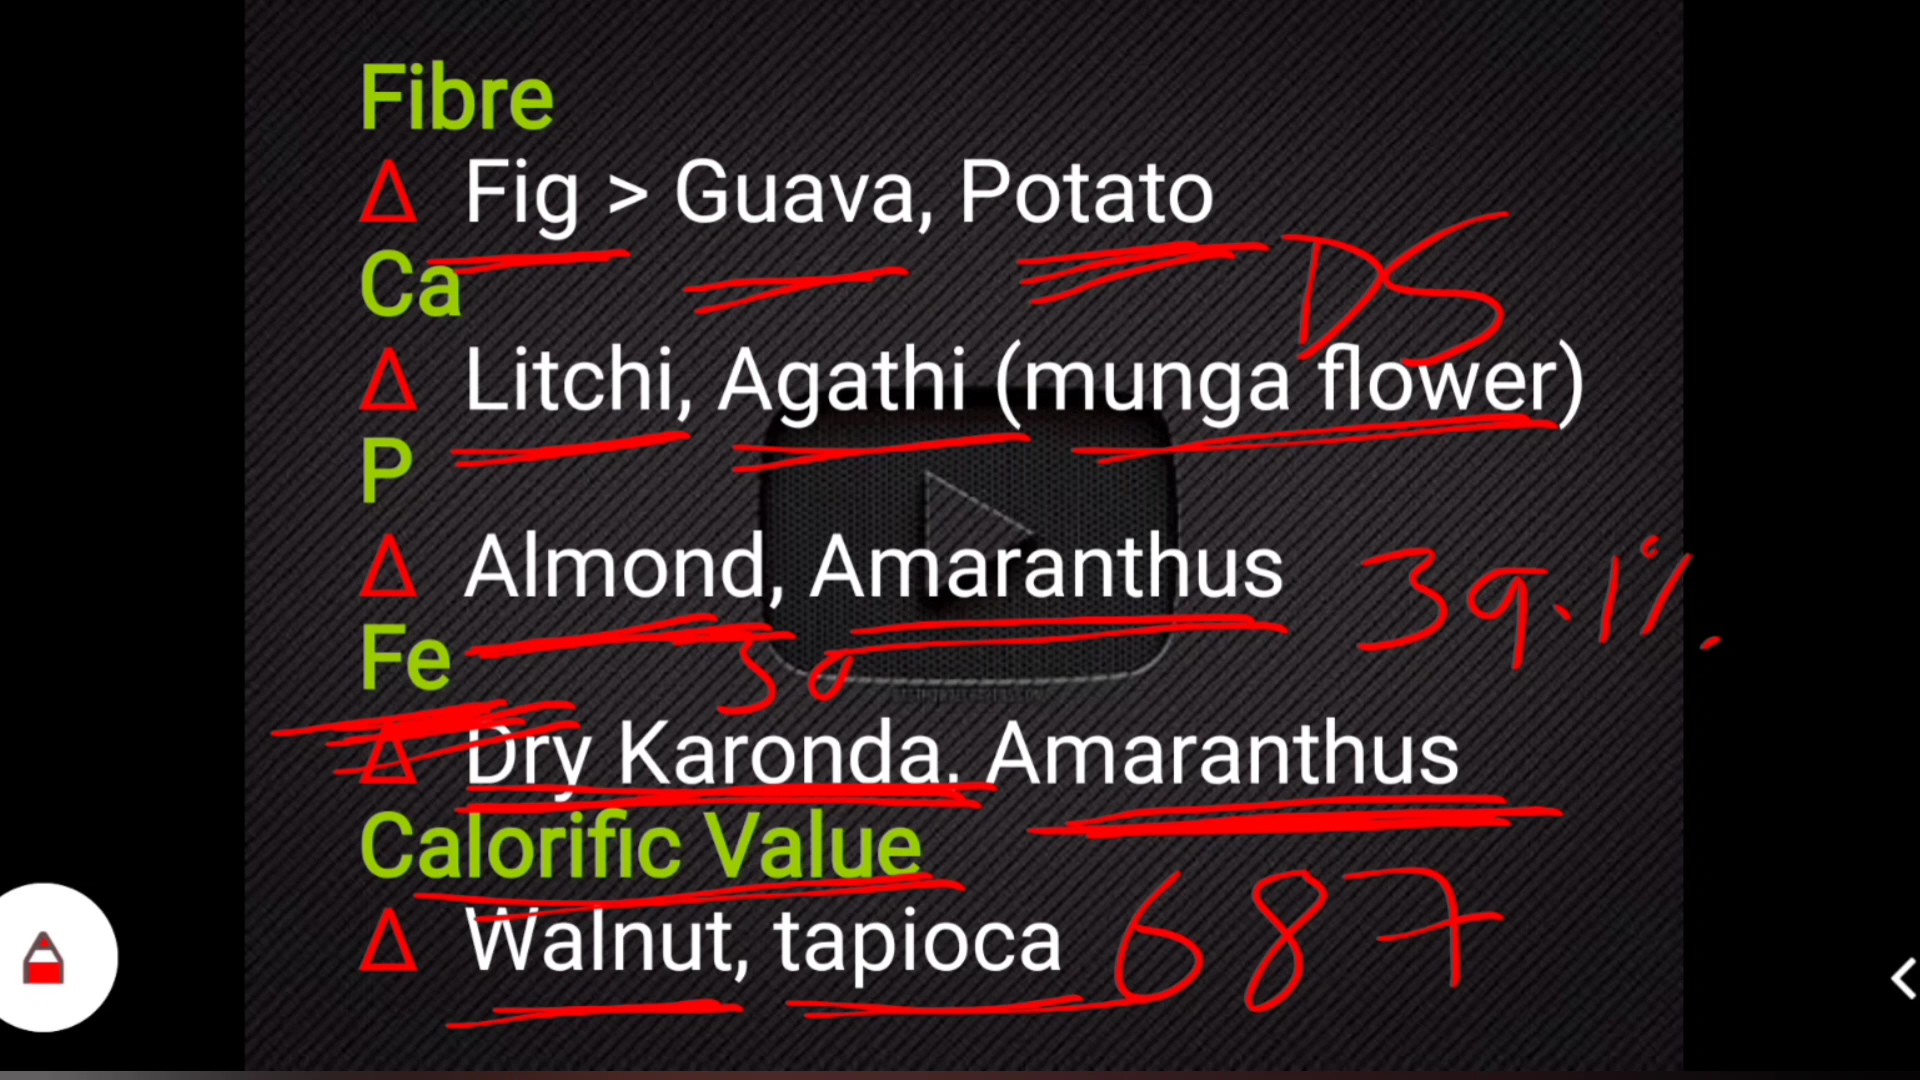 Fibre
Δ Fig > Guava, Potato
DS
Ca
Δ Litchi, Agathi (munga flower)
P
Δ Almond, Amaranthus 39.1%.
Fe
Δ Dry Karonda. Amaranthus
Calorific Value
Δ Walnut, tapioca 687